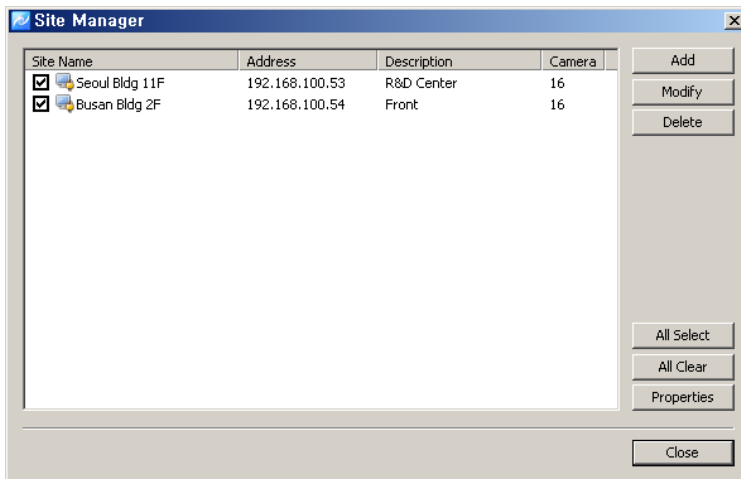 Site Manager
Site Name Address Description Camera
Seoul Bldg 11F 192.168.100.53 R&D Center 16
Busan Bldg 2F 192.168.100.54 Front 16
Add
Modify
Delete
All Select
All Clear
Properties
Close